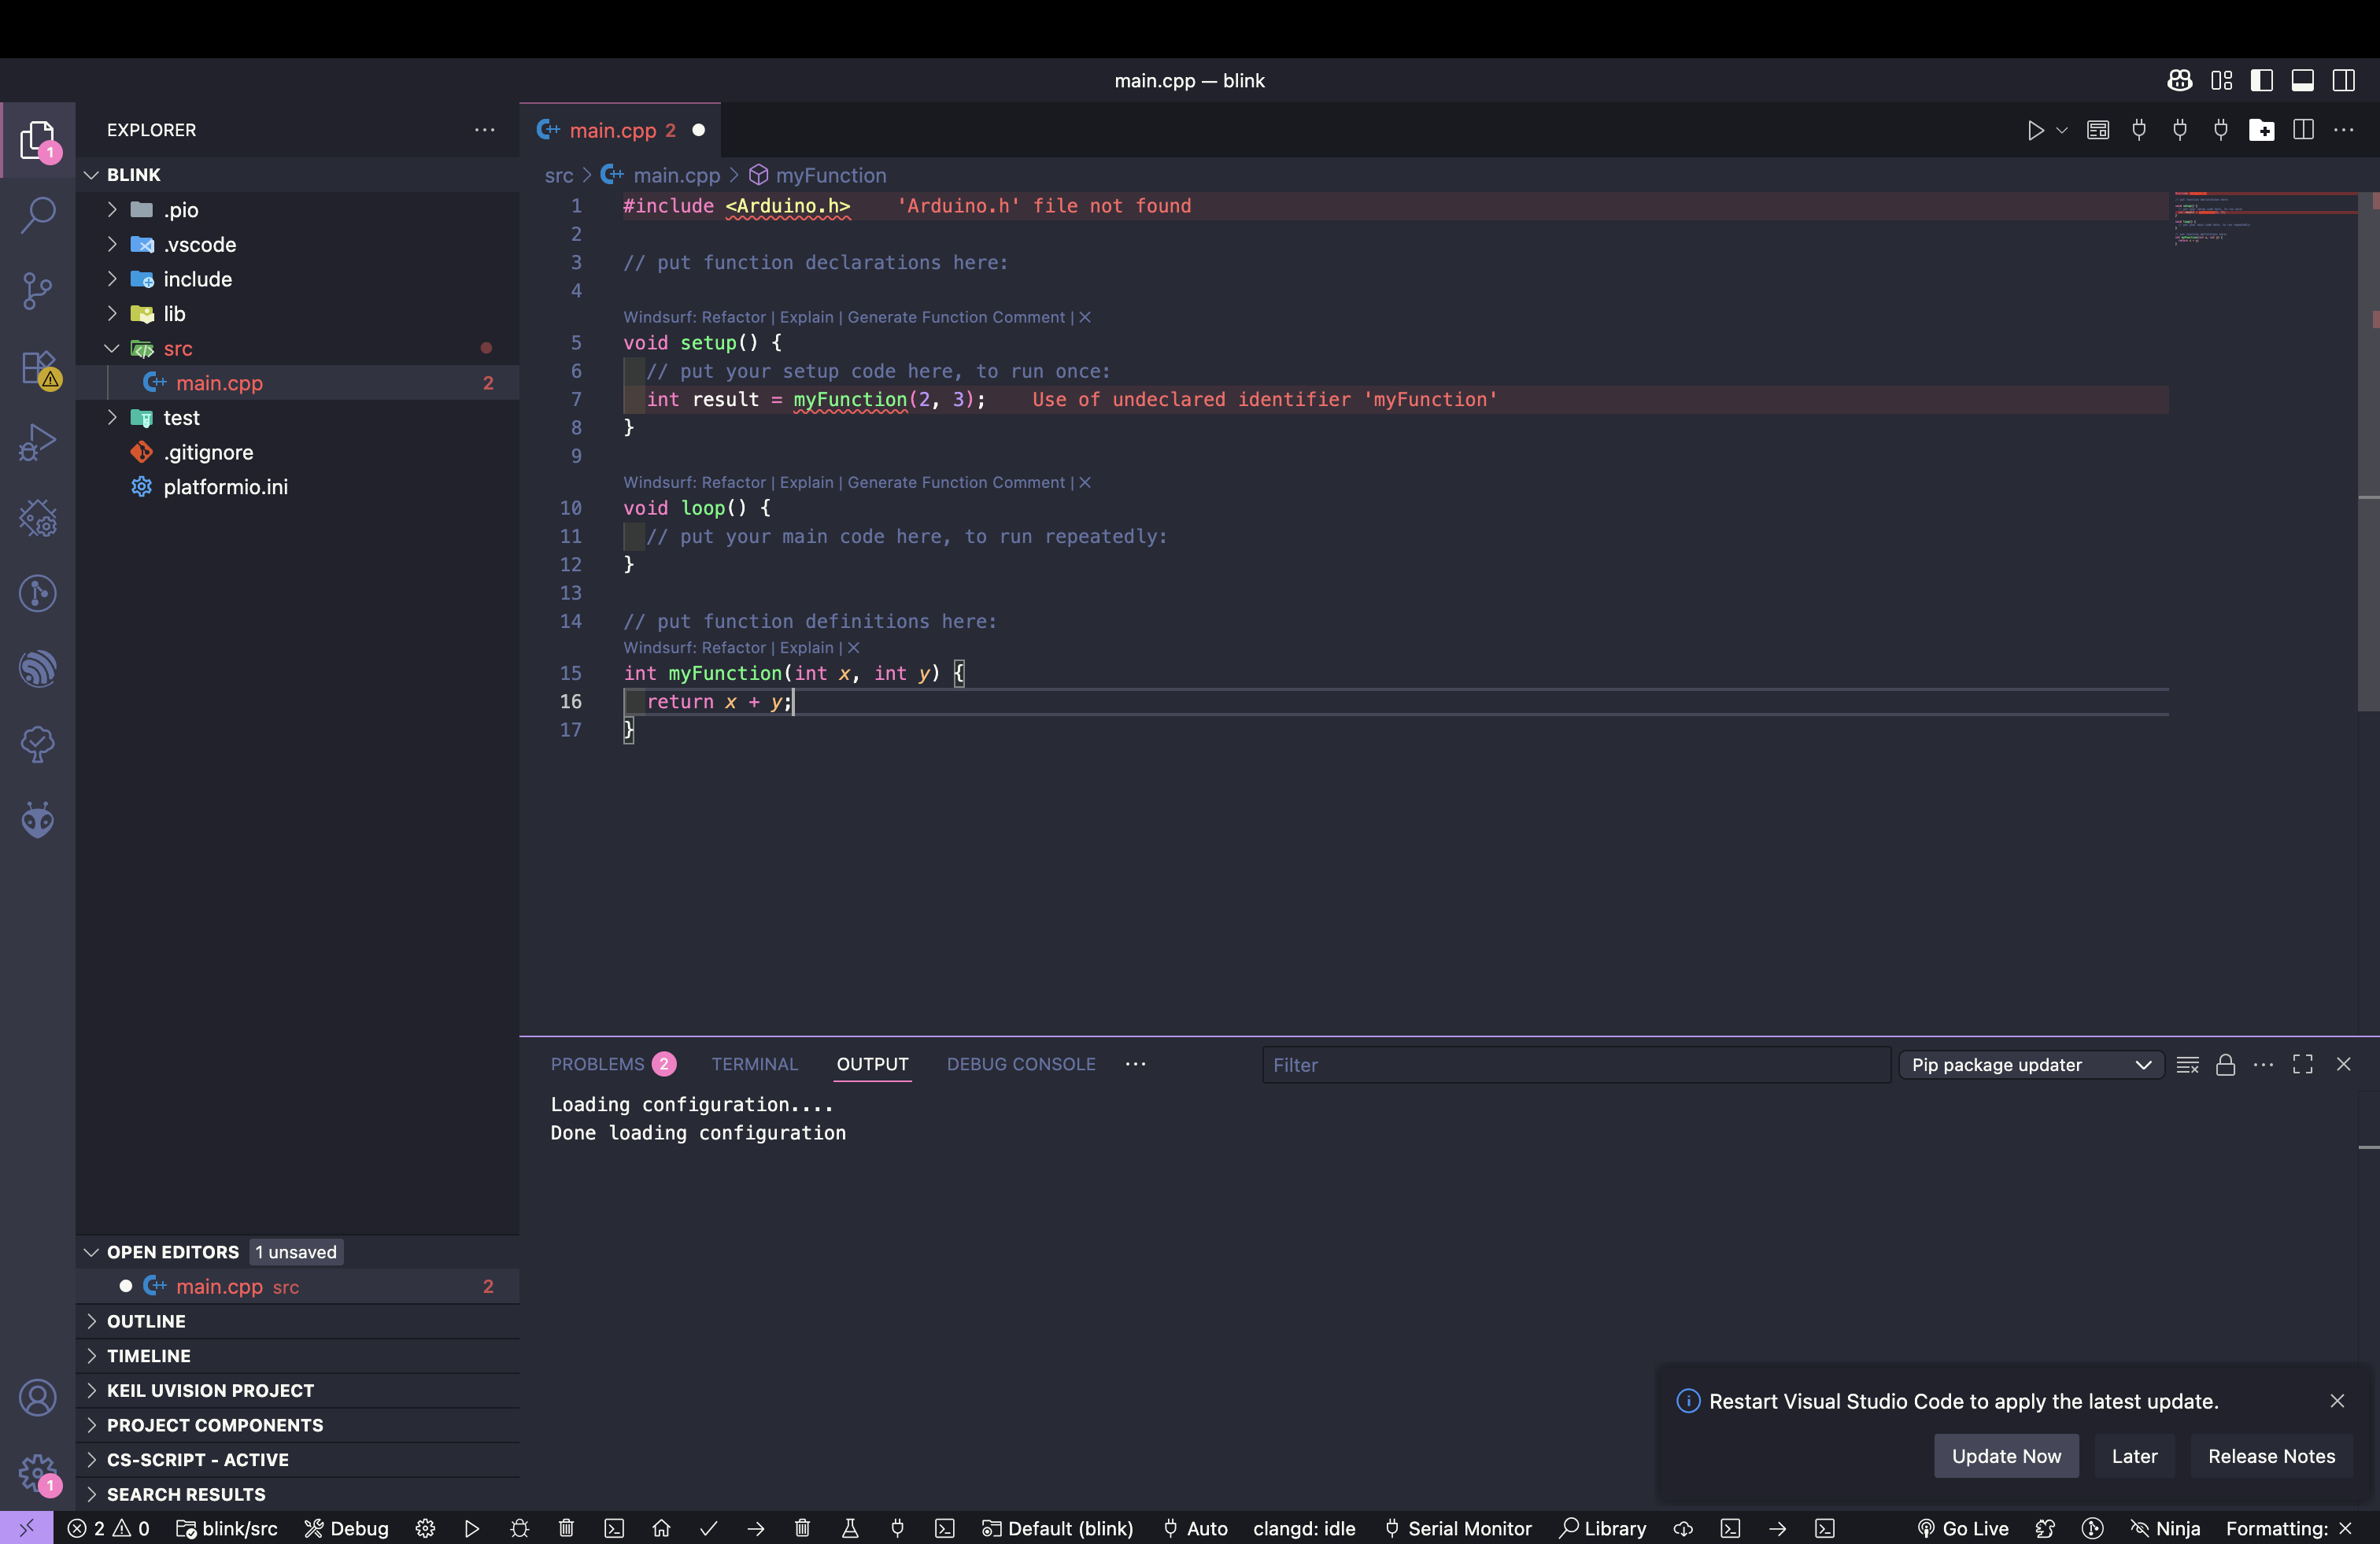 main.cpp — blink
EXPLORER
BLINK
.pio
.vscode
include
lib
src
main.cpp 2
test
.gitignore
platformio.ini
OPEN EDITORS 1 unsaved
main.cpp src 2
OUTLINE
TIMELINE
KEIL UVISION PROJECT
PROJECT COMPONENTS
CS-SCRIPT - ACTIVE
SEARCH RESULTS
1
1
main.cpp 2
src > main.cpp > myFunction
1 #include <Arduino.h> 'Arduino.h' file not found
2
3 // put function declarations here:
4
Windsurf: Refactor | Explain | Generate Function Comment | ×
5 void setup() {
6 // put your setup code here, to run once:
7 int result = myFunction(2, 3); Use of undeclared identifier 'myFunction'
8 }
9
Windsurf: Refactor | Explain | Generate Function Comment | ×
10 void loop() {
11 // put your main code here, to run repeatedly:
12 }
13
14 // put function definitions here:
Windsurf: Refactor | Explain | ×
15 int myFunction(int x, int y) {
16 return x + y;
17 }
PROBLEMS 2 TERMINAL OUTPUT DEBUG CONSOLE ···
Filter
Pip package updater
Loading configuration....
Done loading configuration
Restart Visual Studio Code to apply the latest update.
Update Now Later Release Notes
2 0 blink/src Debug Default (blink) Auto clangd: idle Serial Monitor Library Go Live Ninja Formatting: ×